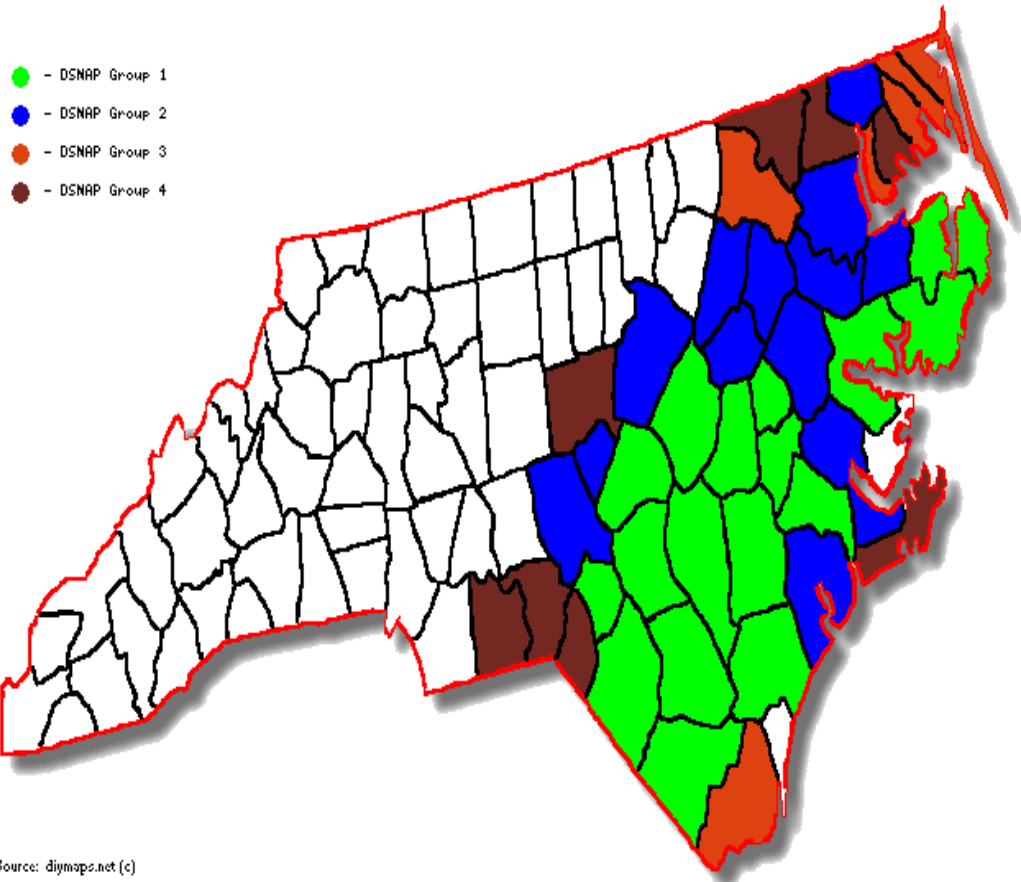 - DSNAP Group 1
- DSNAP Group 2
- DSNAP Group 3
- DSNAP Group 4
Source: diymaps.net (c)